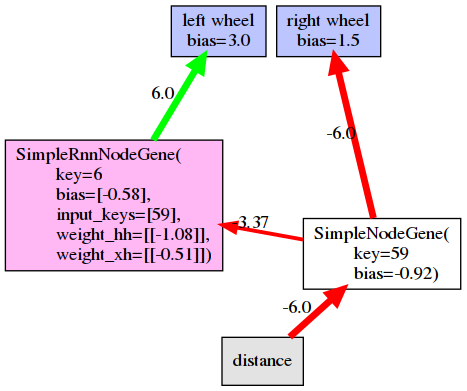 left wheel
bias=3.0
right wheel
bias=1.5
6.0
-6.0
SimpleRnnNodeGene(
key=6
bias=[-0.58],
input_keys=[59],
weight_hh=[[-1.08]],
weight_xh=[[-0.51]])
-3.37
SimpleNodeGene(
key=59
bias=-0.92)
-6.0
distance